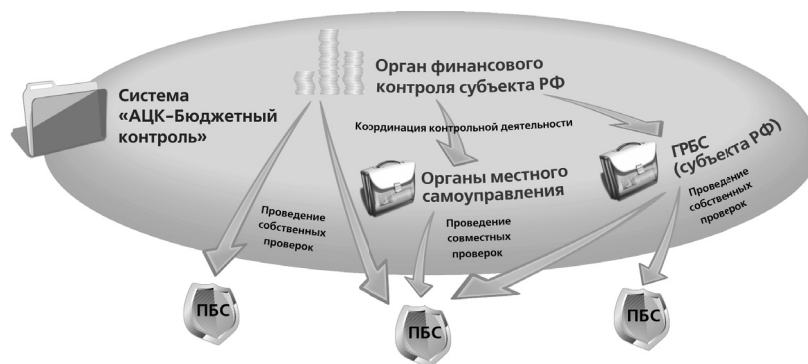 Орган финансового
контроля субъекта РФ
Система
«АЦК–Бюджетный
контроль»
Координация контрольной деятельности
ГРБС
(субъекта РФ)
Органы местного
самоуправления
Проведение
собственных
проверок
Проведение
собственных
проверок
Проведение
совместных
проверок
ПБС
ПБС
ПБС